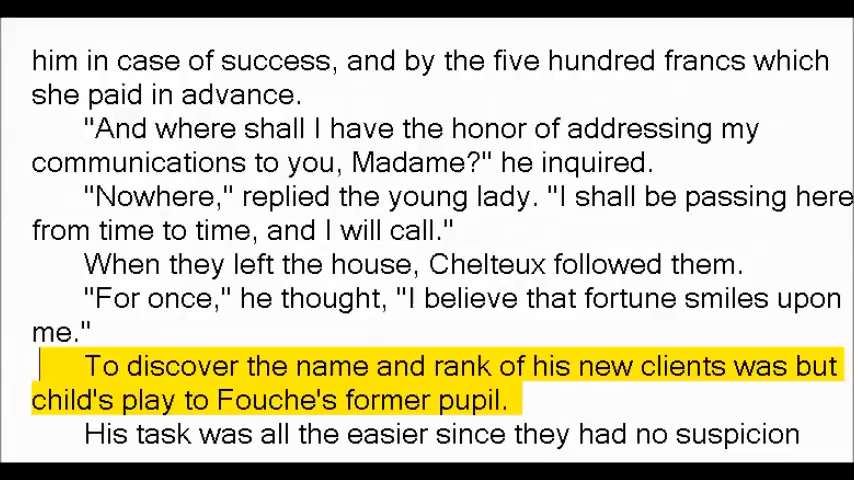 him in case of success, and by the five hundred francs which
she paid in advance.
"And where shall I have the honor of addressing my
communications to you, Madame?" he inquired.
"Nowhere," replied the young lady. "I shall be passing here
from time to time, and I will call."
When they left the house, Chelteux followed them.
"For once," he thought, "I believe that fortune smiles upon
me."
To discover the name and rank of his new clients was but
child's play to Fouche's former pupil.
His task was all the easier since they had no suspicion